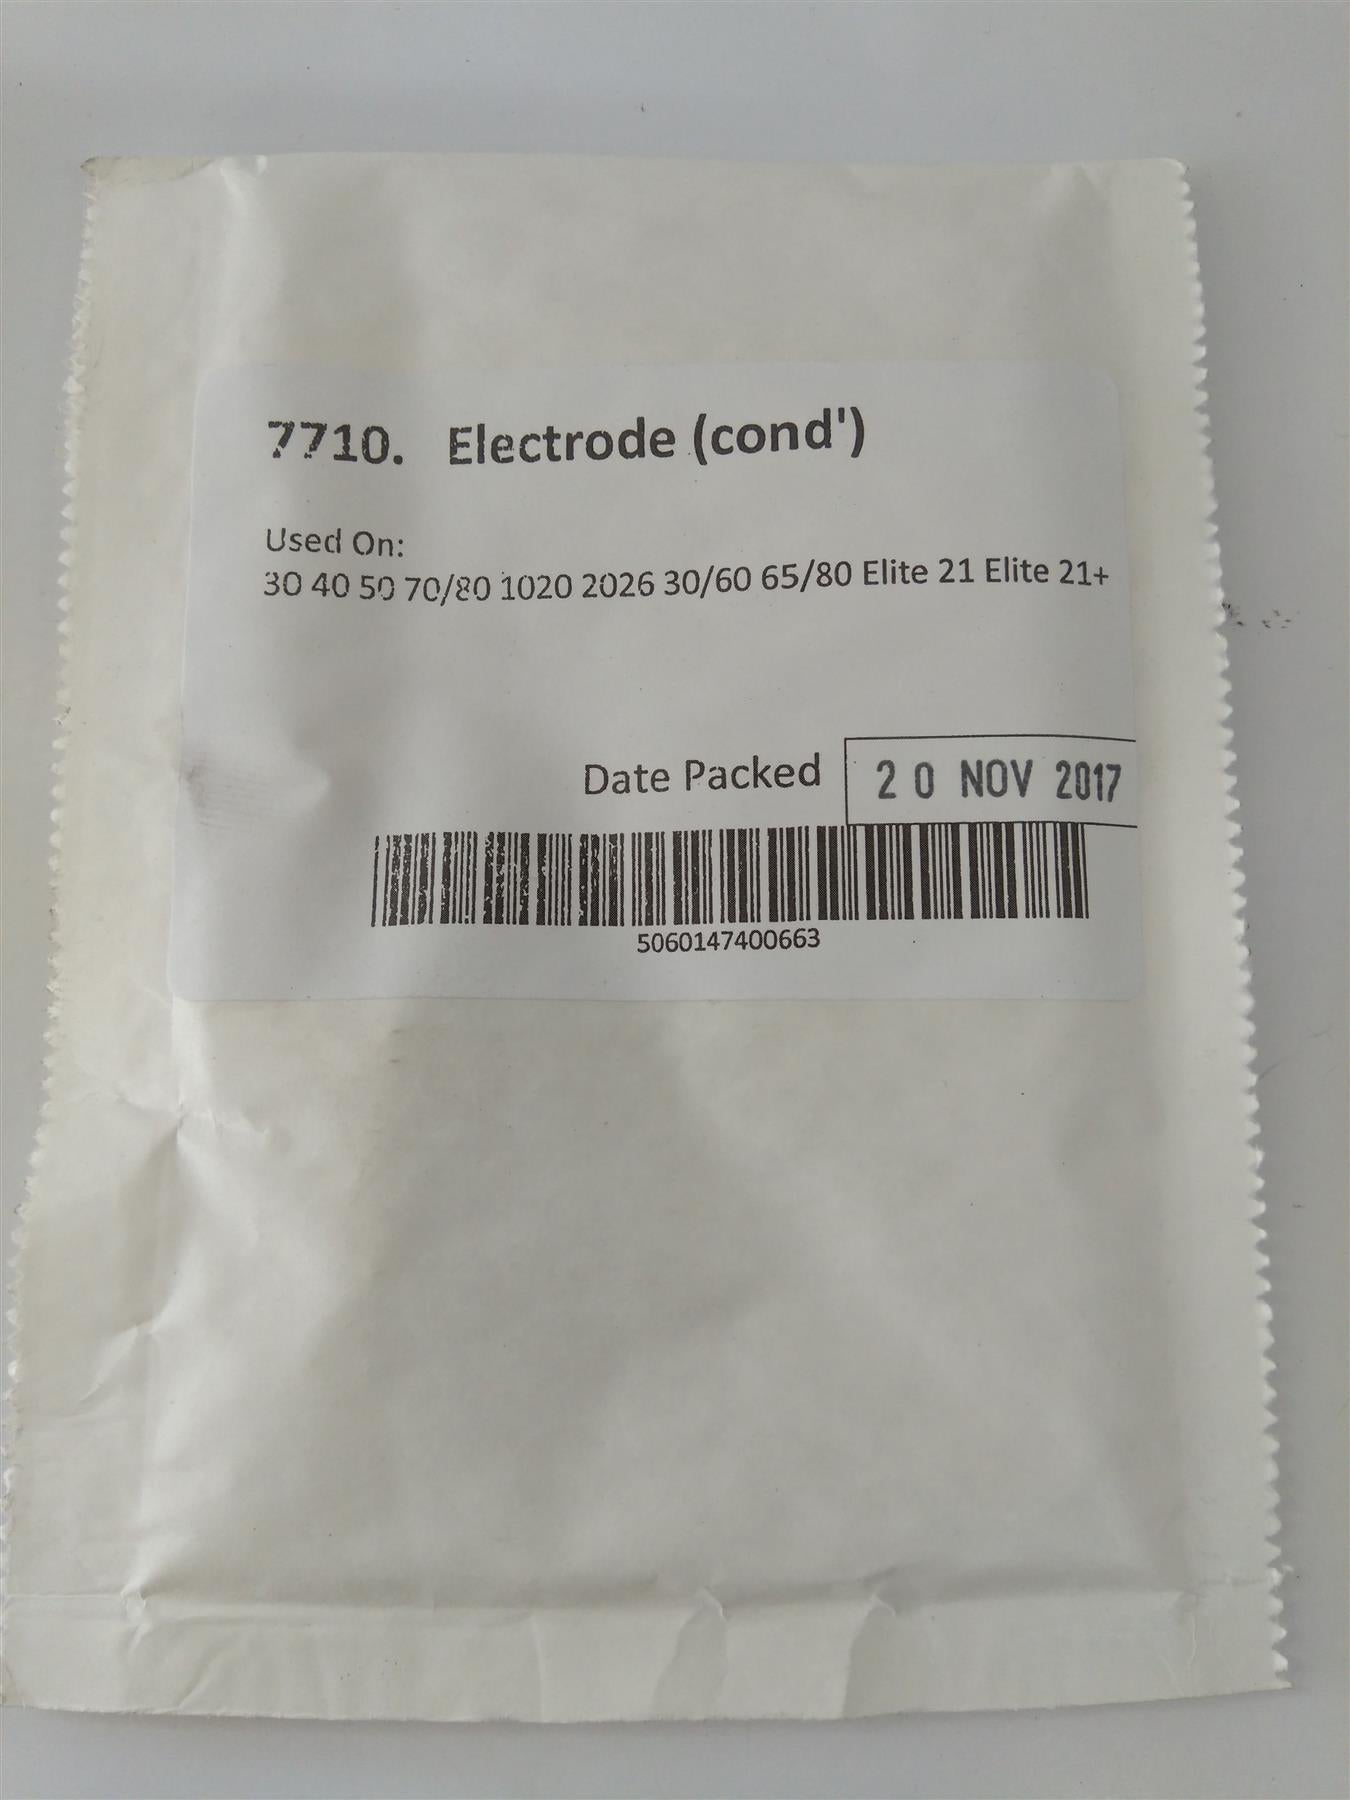 7710. Electrode (cond')
Used On:
30 40 50 70/80 1020 2026 30/60 65/80 Elite 21 Elite 21+
Date Packed 20 NOV 2017
5060147400663